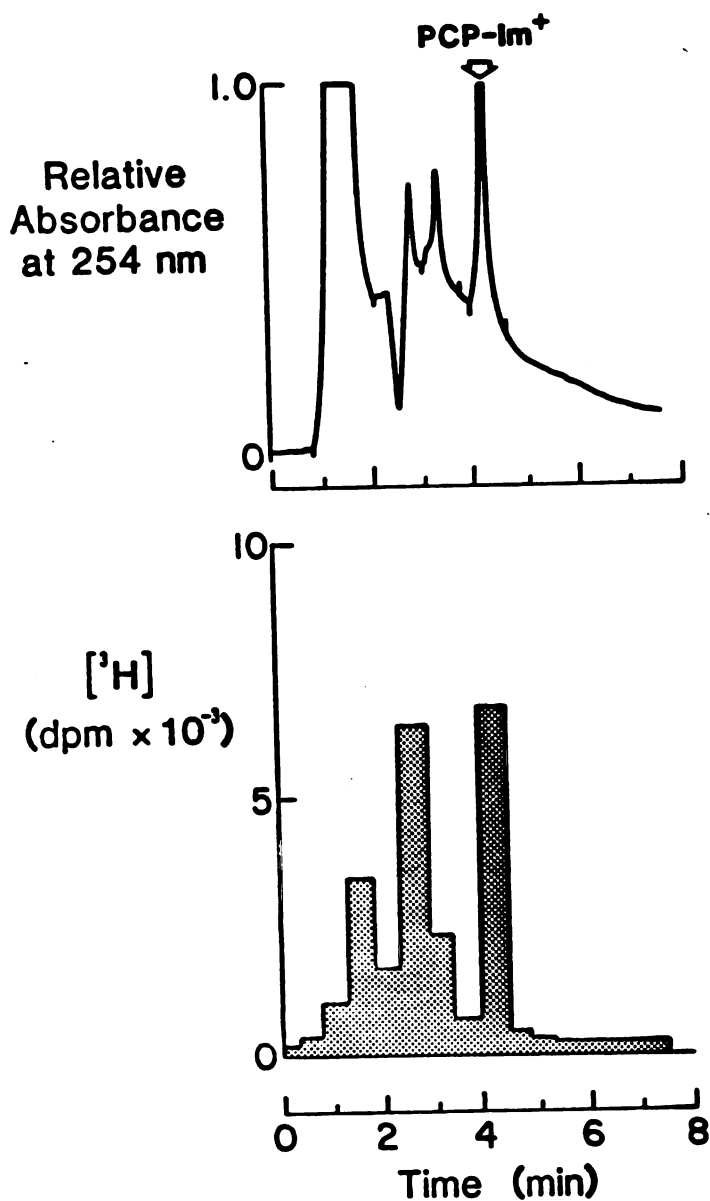 PCP-Im⁺
1.0
Relative
Absorbance
at 254 nm
0
10
[³H]
(dpm × 10⁻³)
5
0
0 2 4 6 8
Time (min)